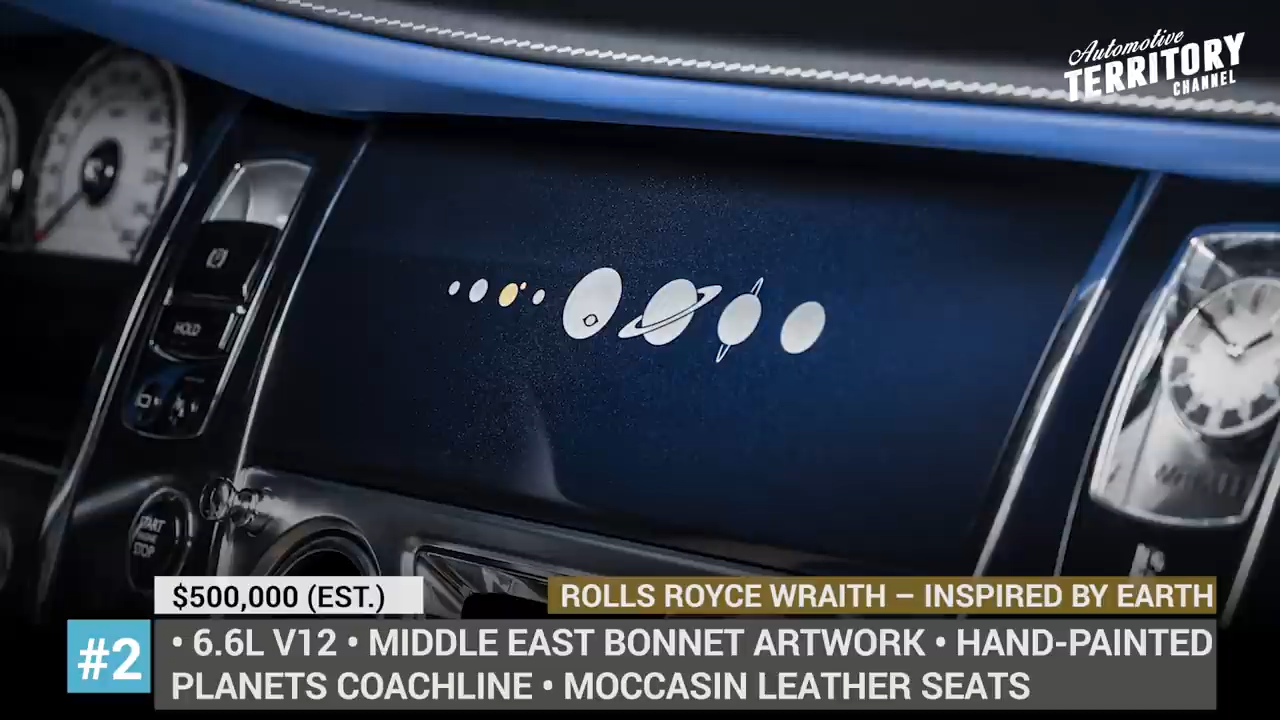 Automotive
TERRITORY
CHANNEL
HOLD
START
STOP
$500,000 (EST.)
ROLLS ROYCE WRAITH – INSPIRED BY EARTH
#2
• 6.6L V12 • MIDDLE EAST BONNET ARTWORK • HAND-PAINTED
PLANETS COACHLINE • MOCCASIN LEATHER SEATS